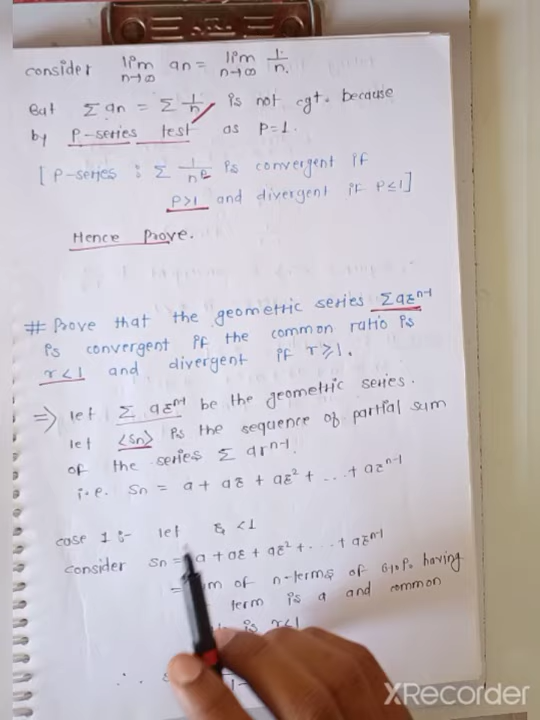 consider lim n→∞ an = lim n→∞ 1/n.
But Σ an = Σ 1/n is not cgt. because
by P-series test as P=1.
[P-series : Σ 1/n^p is convergent if
P>1 and divergent if P≤1]
Hence Prove.
# Prove that the geometric series Σar^n-1
is convergent if the common ratio is
r<1 and divergent if r≥1.
⇒ let Σ ar^n-1 be the geometric series.
let <Sn> is the sequence of partial sum
of the series Σ ar^n-1.
i.e. Sn = a + ar + ar² + ... + ar^n-1
case 1 :- let r <1
consider Sn = a + ar + ar² + ... + ar^n-1
= of n-terms of G.P. having
term is a and common
is r<1
∴
XRecorder